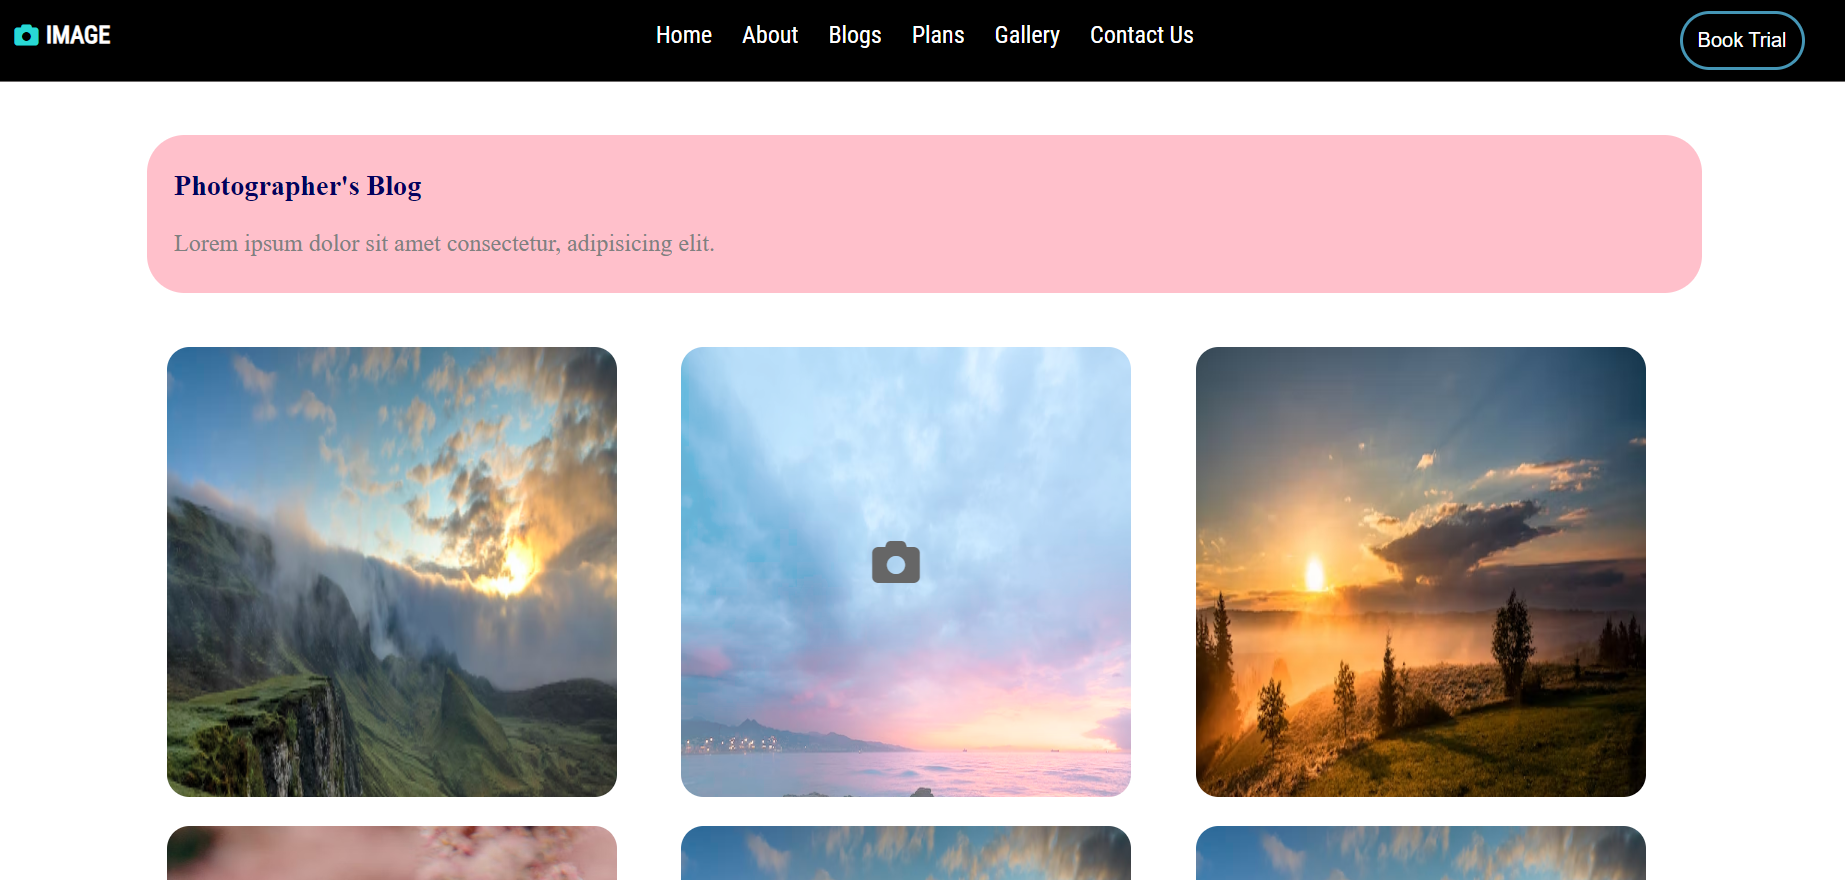 IMAGE
Home About Blogs Plans Gallery Contact Us
Book Trial
Photographer's Blog
Lorem ipsum dolor sit amet consectetur, adipisicing elit.